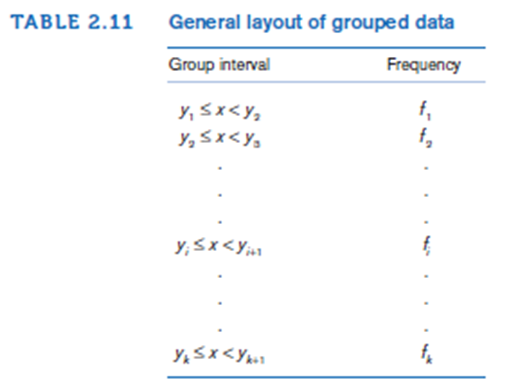 TABLE 2.11 General layout of grouped data
Group interval Frequency
y₁ ≤ x < y₂ f₁
y₂ ≤ x < y₃ f₂
. .
. .
. .
yᵢ ≤ x < yᵢ₊₁ fᵢ
. .
. .
. .
yₖ ≤ x < yₖ₊₁ fₖ